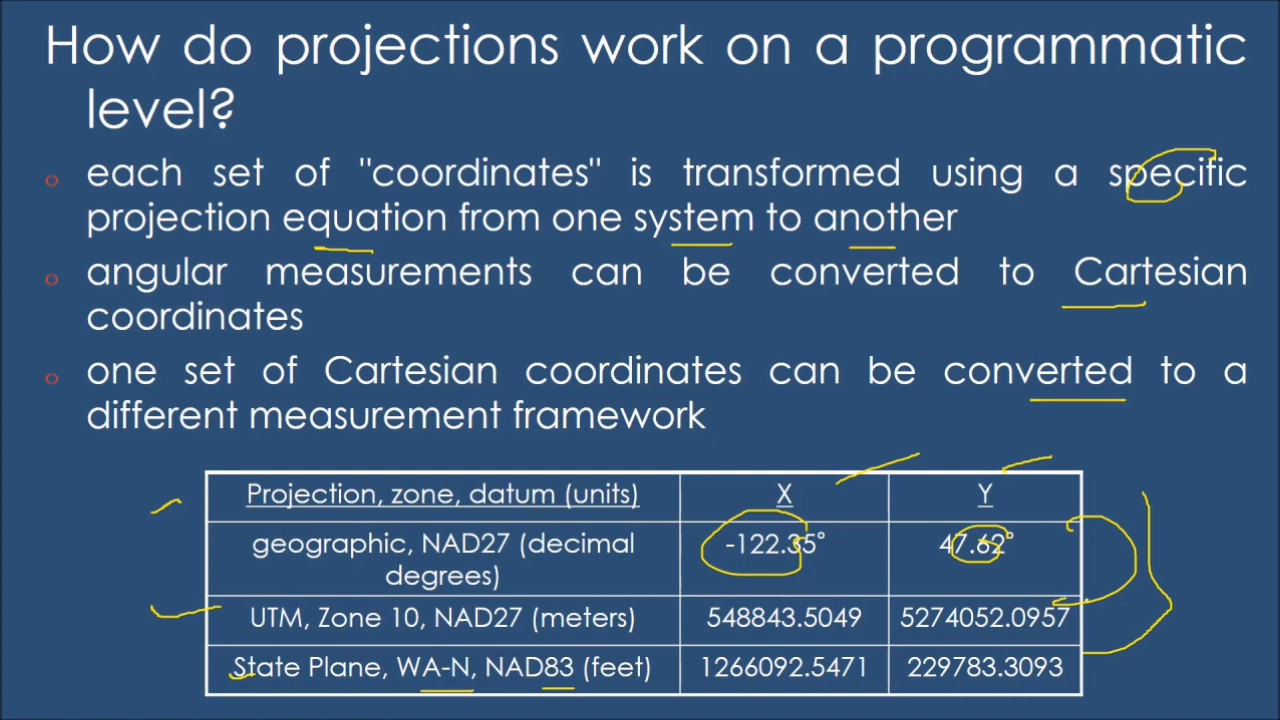 How do projections work on a programmatic
level?
each set of "coordinates" is transformed using a specific
projection equation from one system to another
angular measurements can be converted to Cartesian
coordinates
one set of Cartesian coordinates can be converted to a
different measurement framework
Projection, zone, datum (units) X Y
geographic, NAD27 (decimal -122.35° 47.62°
degrees)
UTM, Zone 10, NAD27 (meters) 548843.5049 5274052.0957
State Plane, WA-N, NAD83 (feet) 1266092.5471 229783.3093